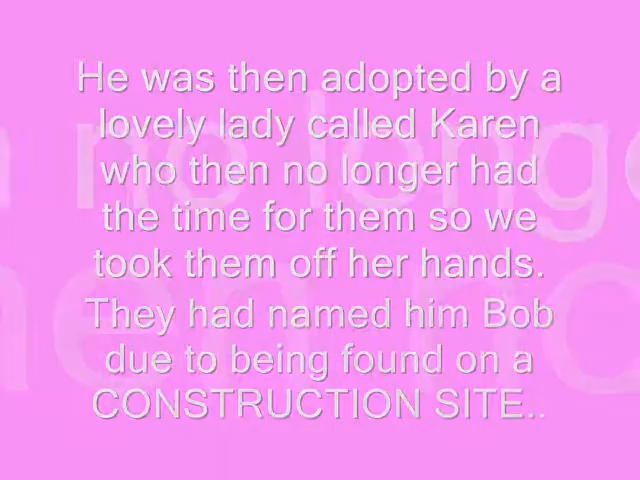 He was then adopted by a
lovely lady called Karen
who then no longer had
the time for them so we
took them off her hands.
They had named him Bob
due to being found on a
CONSTRUCTION SITE..